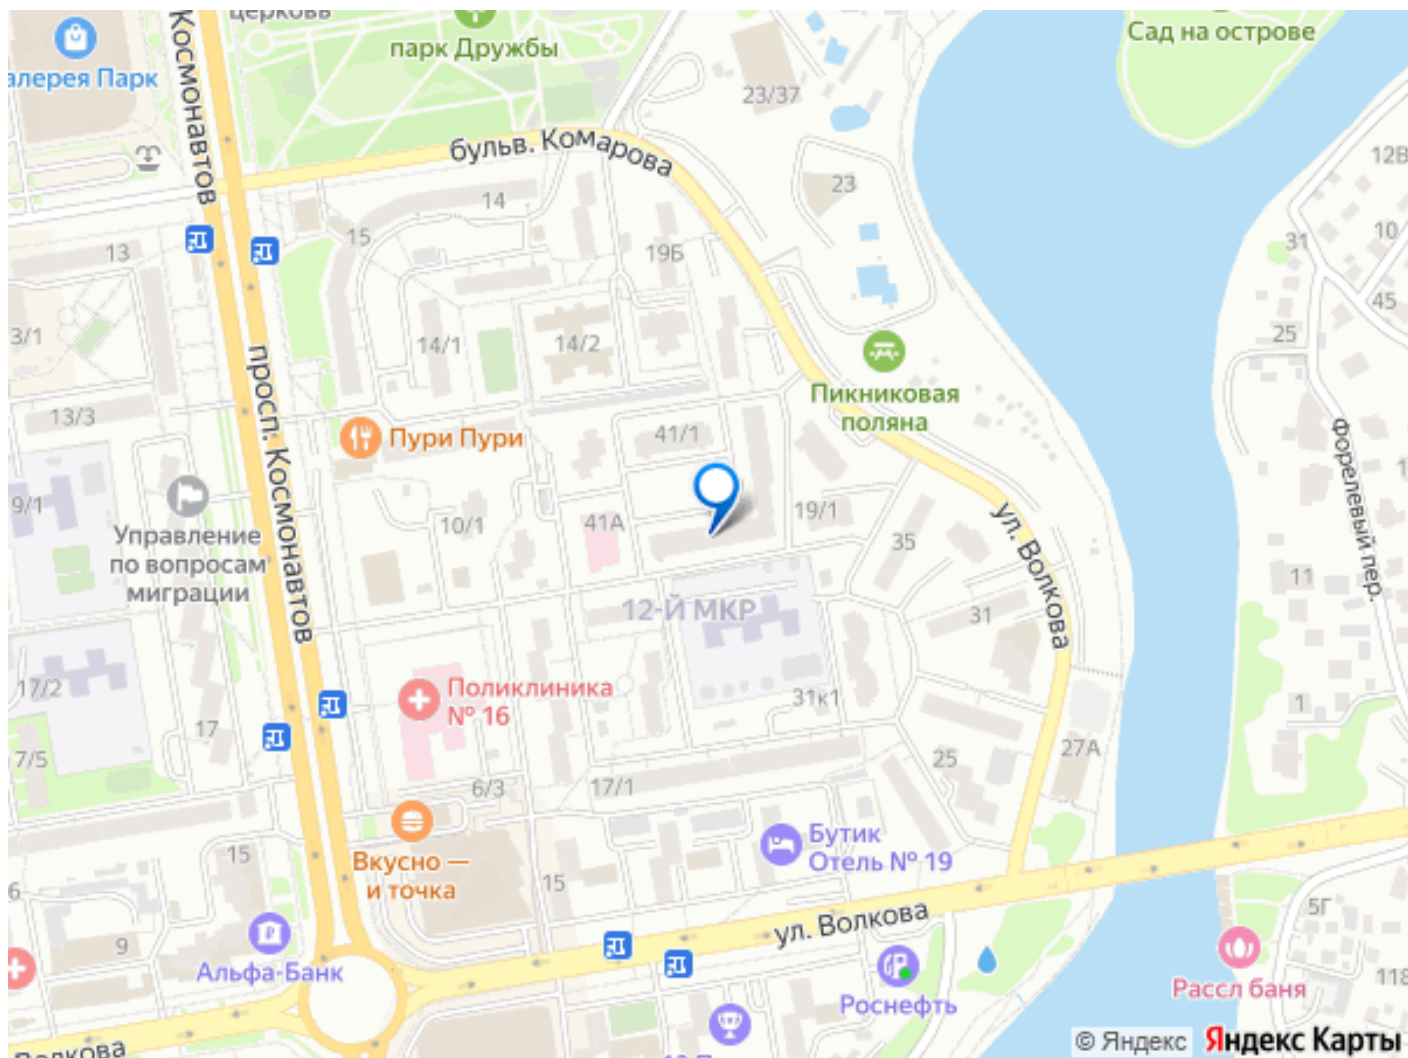 церковь
парк Дружбы
Сад на острове
Космонавтов
алерея Парк
23/37
бульв. Комарова
12В
23
14
15
13
19Б
31
10
45
3/1
14/1
14/2
25
просп. Космонавтов
Пикниковая
поляна
13/3
Пури Пури
41/1
Форелевый пер.
9/1
Управление
по вопросам
миграции
10/1
41А
19/1
35
ул. Волкова
11
12-Й МКР
31
17/2
Поликлиника
№ 16
31к1
1
17
7/5
25
27А
6/3
17/1
Вкусно —
и точка
Бутик
Отель № 19
15
15
6
9
Альфа-Банк
ул. Волкова
5Г
Роснефть
Рассл баня
118
Волкова
© Яндекс Яндекс Карты